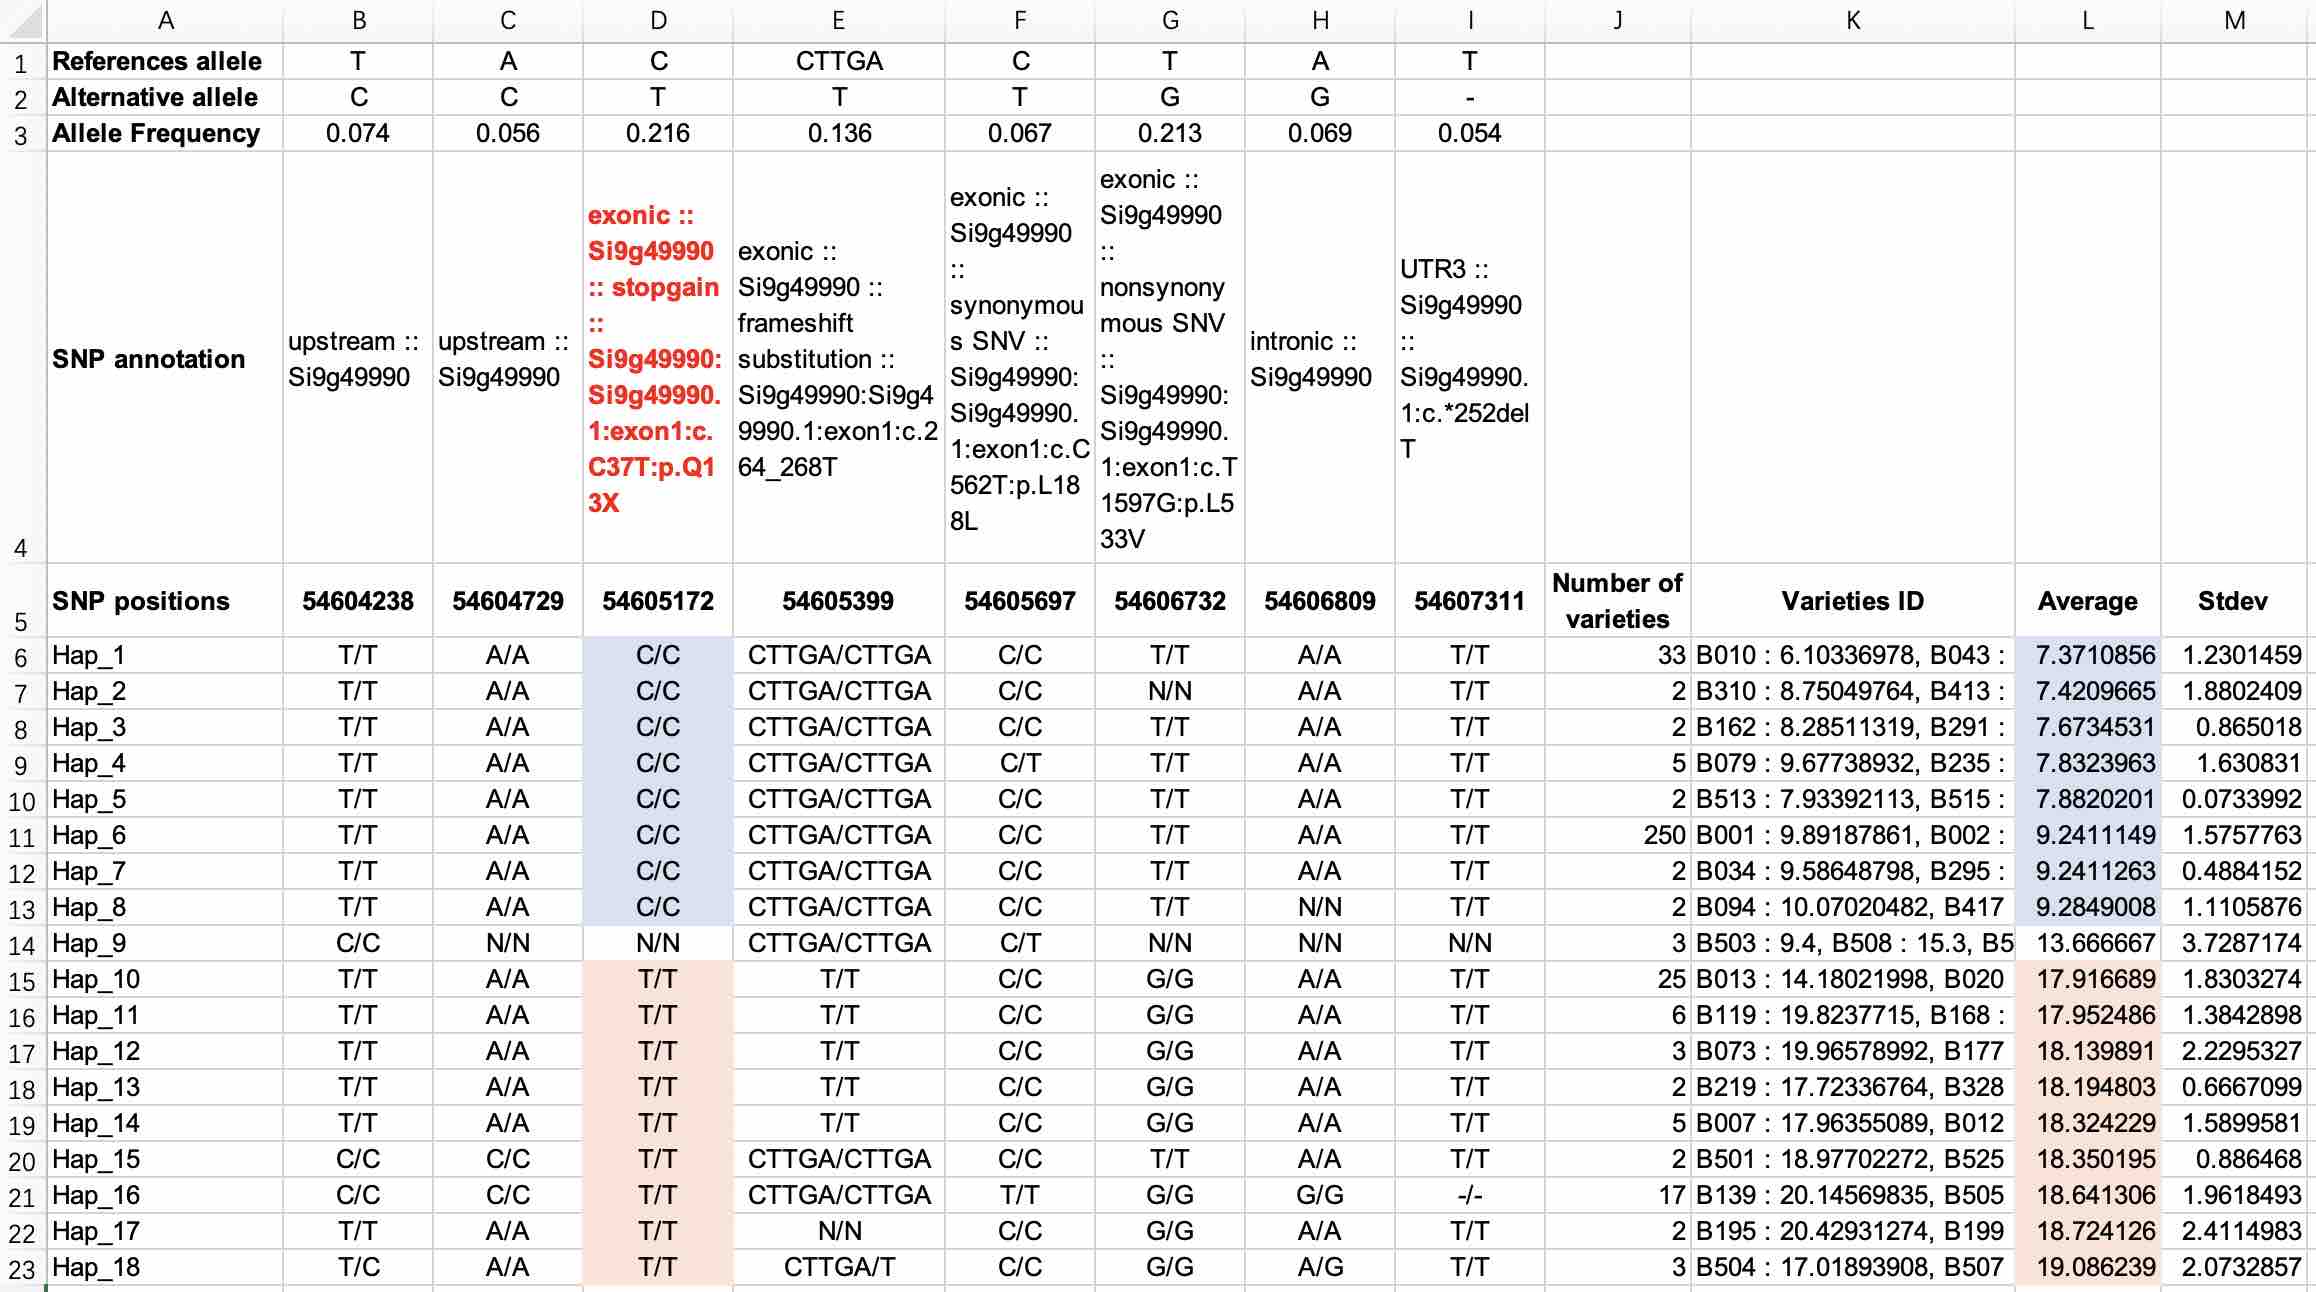 A B C D E F G H I J K L M
1 References allele T A C CTTGA C T A T
2 Alternative allele C C T T T G G -
3 Allele Frequency 0.074 0.056 0.216 0.136 0.067 0.213 0.069 0.054
4 SNP annotation
upstream ::
Si9g49990
upstream ::
Si9g49990
exonic ::
Si9g49990
:: stopgain
::
Si9g49990:
Si9g49990.
1:exon1:c.
C37T:p.Q1
3X
exonic ::
Si9g49990 ::
frameshift
substitution ::
Si9g49990:Si9g4
9990.1:exon1:c.2
64_268T
exonic ::
Si9g49990
::
synonymou
s SNV ::
Si9g49990:
Si9g49990.
1:exon1:c.C
562T:p.L18
8L
exonic ::
Si9g49990
::
nonsynony
mous SNV
::
Si9g49990:
Si9g49990.
1:exon1:c.T
1597G:p.L5
33V
intronic ::
Si9g49990
UTR3 ::
Si9g49990
::
Si9g49990.
1:c.*252del
T
5 SNP positions 54604238 54604729 54605172 54605399 54605697 54606732 54606809 54607311 Number of varieties Varieties ID Average Stdev
6 Hap_1 T/T A/A C/C CTTGA/CTTGA C/C T/T A/A T/T 33 B010 : 6.10336978, B043 : 7.3710856 1.2301459
7 Hap_2 T/T A/A C/C CTTGA/CTTGA C/C N/N A/A T/T 2 B310 : 8.75049764, B413 : 7.4209665 1.8802409
8 Hap_3 T/T A/A C/C CTTGA/CTTGA C/C T/T A/A T/T 2 B162 : 8.28511319, B291 : 7.6734531 0.865018
9 Hap_4 T/T A/A C/C CTTGA/CTTGA C/T T/T A/A T/T 5 B079 : 9.67738932, B235 : 7.8323963 1.630831
10 Hap_5 T/T A/A C/C CTTGA/CTTGA C/C T/T A/A T/T 2 B513 : 7.93392113, B515 : 7.8820201 0.0733992
11 Hap_6 T/T A/A C/C CTTGA/CTTGA C/C T/T A/A T/T 250 B001 : 9.89187861, B002 : 9.2411149 1.5757763
12 Hap_7 T/T A/A C/C CTTGA/CTTGA C/C T/T A/A T/T 2 B034 : 9.58648798, B295 : 9.2411263 0.4884152
13 Hap_8 T/T A/A C/C CTTGA/CTTGA C/C T/T N/N T/T 2 B094 : 10.07020482, B417 9.2849008 1.1105876
14 Hap_9 C/C N/N N/N CTTGA/CTTGA C/T N/N N/N N/N 3 B503 : 9.4, B508 : 15.3, B5 13.666667 3.7287174
15 Hap_10 T/T A/A T/T T/T C/C G/G A/A T/T 25 B013 : 14.18021998, B020 17.916689 1.8303274
16 Hap_11 T/T A/A T/T T/T C/C G/G A/A T/T 6 B119 : 19.8237715, B168 : 17.952486 1.3842898
17 Hap_12 T/T A/A T/T T/T C/C G/G A/A T/T 3 B073 : 19.96578992, B177 18.139891 2.2295327
18 Hap_13 T/T A/A T/T T/T C/C G/G A/A T/T 2 B219 : 17.72336764, B328 18.194803 0.6667099
19 Hap_14 T/T A/A T/T T/T C/C G/G A/A T/T 5 B007 : 17.96355089, B012 18.324229 1.5899581
20 Hap_15 C/C C/C T/T CTTGA/CTTGA C/C T/T A/A T/T 2 B501 : 18.97702272, B525 18.350195 0.886468
21 Hap_16 C/C C/C T/T CTTGA/CTTGA T/T G/G G/G -/- 17 B139 : 20.14569835, B505 18.641306 1.9618493
22 Hap_17 T/T A/A T/T N/N C/C G/G A/A T/T 2 B195 : 20.42931274, B199 18.724126 2.4114983
23 Hap_18 T/C A/A T/T CTTGA/T C/C G/G A/G T/T 3 B504 : 17.01893908, B507 19.086239 2.0732857